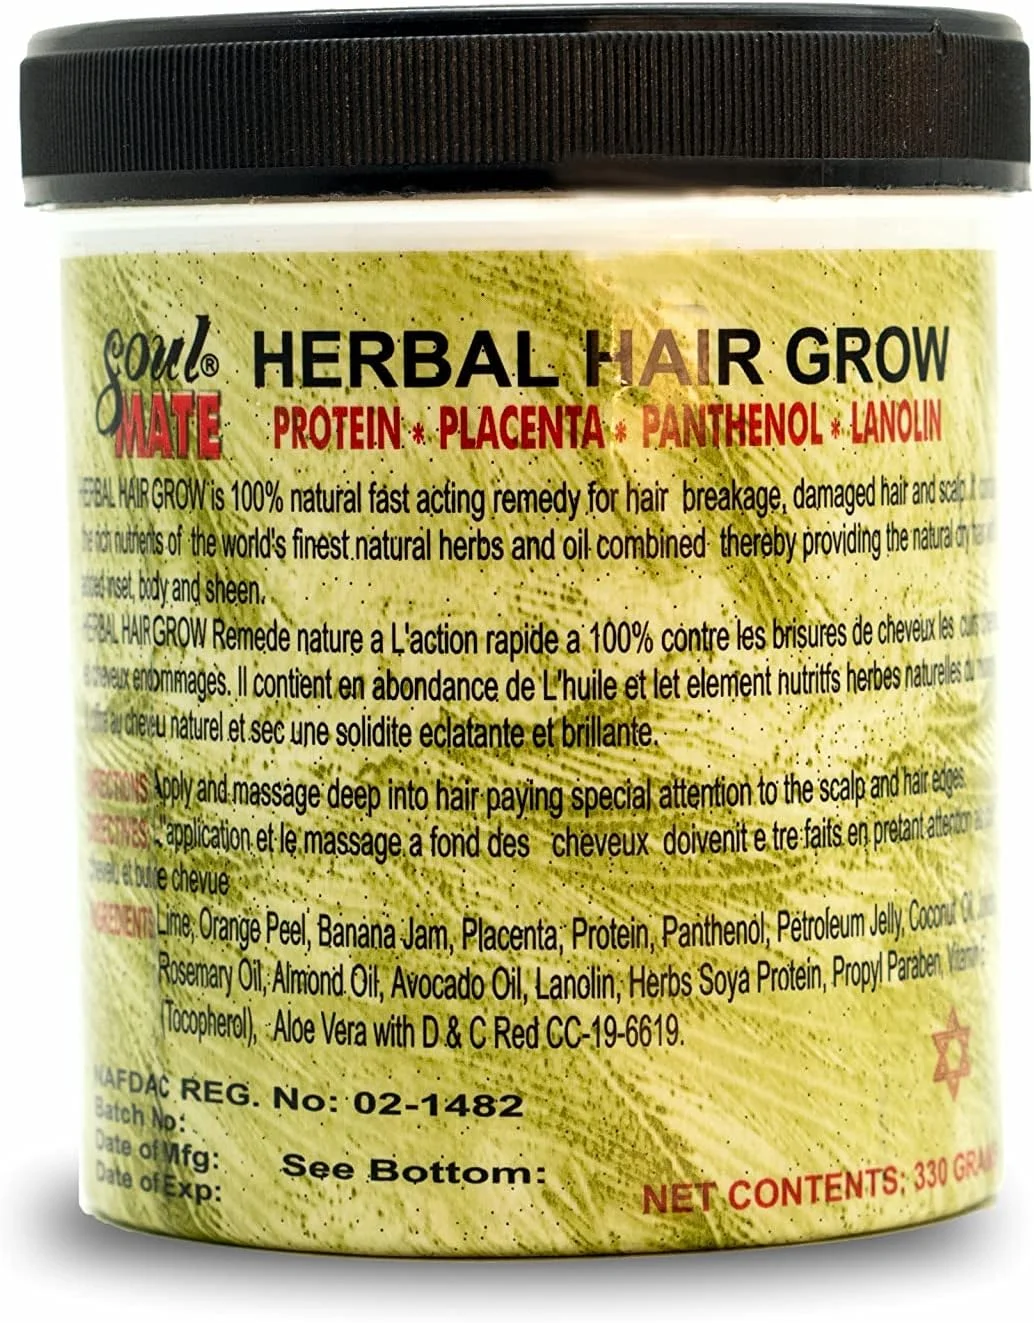 Soul®
MATE
HERBAL HAIR GROW
PROTEIN * PLACENTA * PANTHENOL * LANOLIN
HERBAL HAIR GROW is 100% natural fast acting remedy for hair breakage, damaged hair and scalp. It
the rich nutrients of the world's finest natural herbs and oil combined thereby providing the natural dry
added inset, body and sheen.
HERBAL HAIR GROW Remede nature a L'action rapide a 100% contre les brisures de cheveux les
cheveux endommages. Il contient en abondance de L'huile et let element nutritfs herbes naturelles du
au cheveu naturel et sec une solidite eclatante et brillante.
DIRECTIONS Apply and massage deep into hair paying special attention to the scalp and hair edges.
DIRECTIVES: L'application et le massage a fond des cheveux doivenit e tre faits en pretant attention
chevue
INGREDIENTS Lime, Orange Peel, Banana Jam, Placenta, Protein, Panthenol, Petroleum Jelly, Coconut Oil,
Rosemary Oil, Almond Oil, Avocado Oil, Lanolin, Herbs Soya Protein, Propyl Paraben, Vitamin E
(Tocopherol), Aloe Vera with D & C Red CC-19-6619.
NAFDAC REG. No: 02-1482
Batch No:
Date of Mfg:
See Bottom:
Date of Exp:
NET CONTENTS: 330 GRAMS